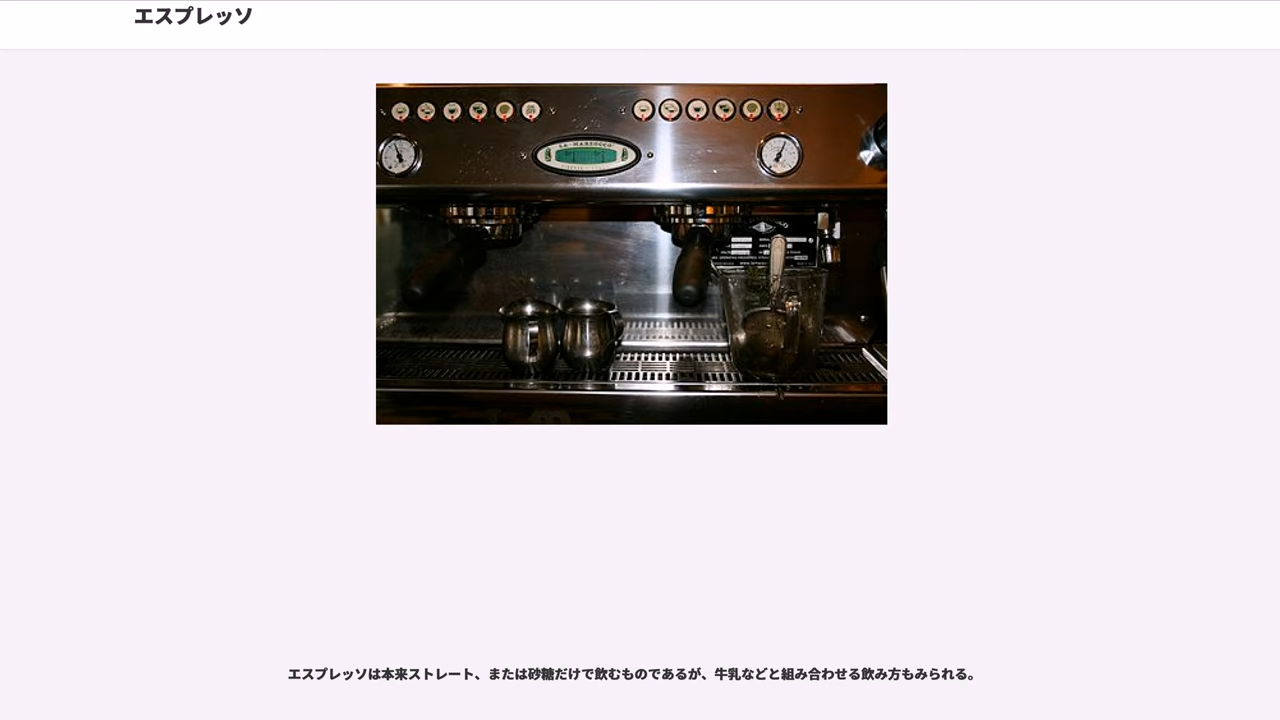 エスプレッソ
LA·MARZOCCO
エスプレッソは本来ストレート、または砂糖だけで飲むものであるが、牛乳などと組み合わせる飲み方もみられる。